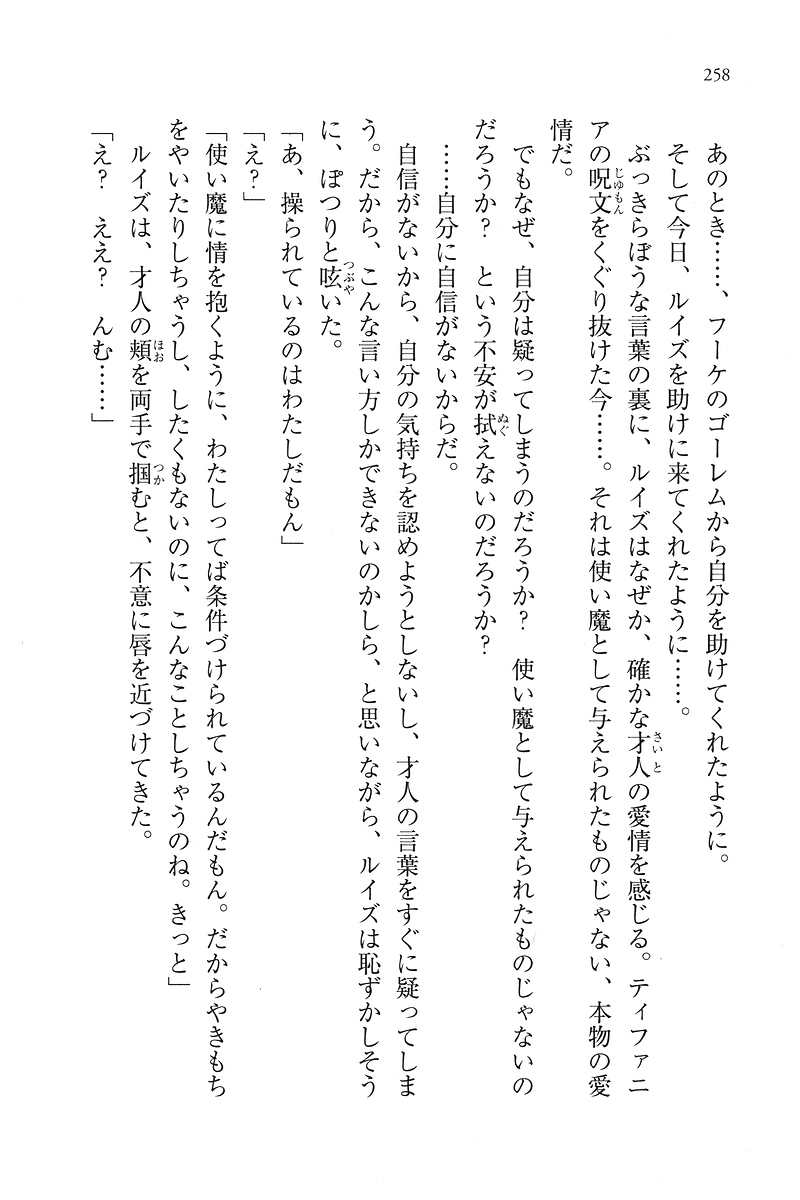 258
あのとき……、フーケのゴーレムから自分を助けてくれたように。
そして今日、ルイズを助けに来てくれたように……。
ぶっきらぼうな言葉の裏に、ルイズはなぜか、確かな才人の愛情を感じる。ティファニ
アの呪文をくぐり抜けた今……。それは使い魔として与えられたものじゃない、本物の愛
情だ。
でもなぜ、自分は疑ってしまうのだろうか？　使い魔として与えられたものじゃないの
だろうか？　という不安が拭えないのだろうか？
……自分に自信がないからだ。
自信がないから、自分の気持ちを認めようとしないし、才人の言葉をすぐに疑ってしま
う。だから、こんな言い方しかできないのかしら、と思いながら、ルイズは恥ずかしそう
に、ぽつりと呟いた。
「あ、操られているのはわたしだもん」
「え？」
「使い魔に情を抱くように、わたしってば条件づけられているんだもん。だからやきもち
をやいたりしちゃうし、したくもないのに、こんなことしちゃうのね。きっと」
ルイズは、才人の頬を両手で掴むと、不意に唇を近づけてきた。
「え？　ええ？　んむ……」